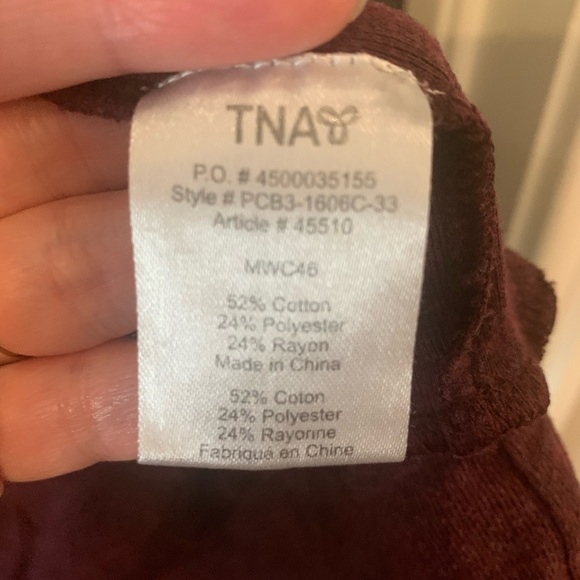 TNA
P.O. # 4500035155
Style # PCB3-1606C-33
Article # 45510
MWC46
52% Cotton
24% Polyester
24% Rayon
Made in China
52% Coton
24% Polyester
24% Rayonne
Fabriqué en Chine